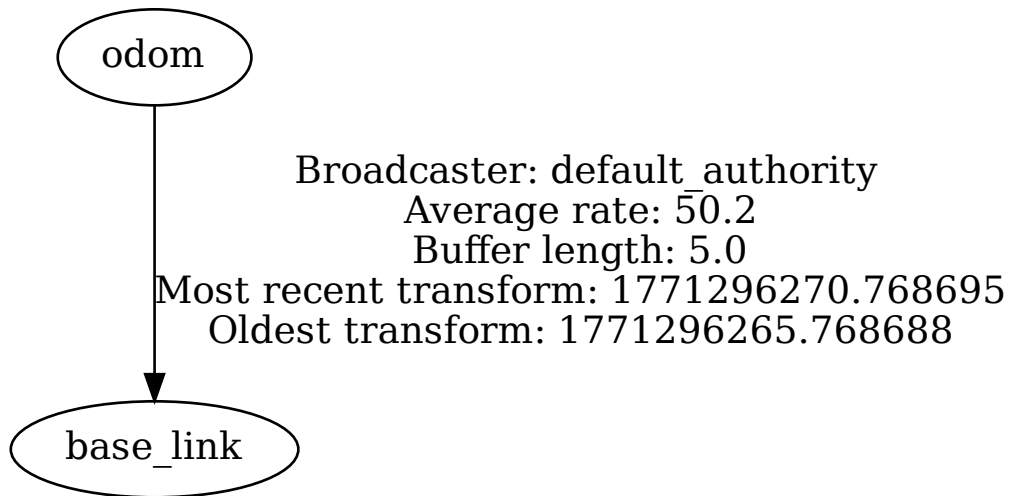 odom
Broadcaster: default_authority
Average rate: 50.2
Buffer length: 5.0
Most recent transform: 1771296270.768695
Oldest transform: 1771296265.768688
base_link